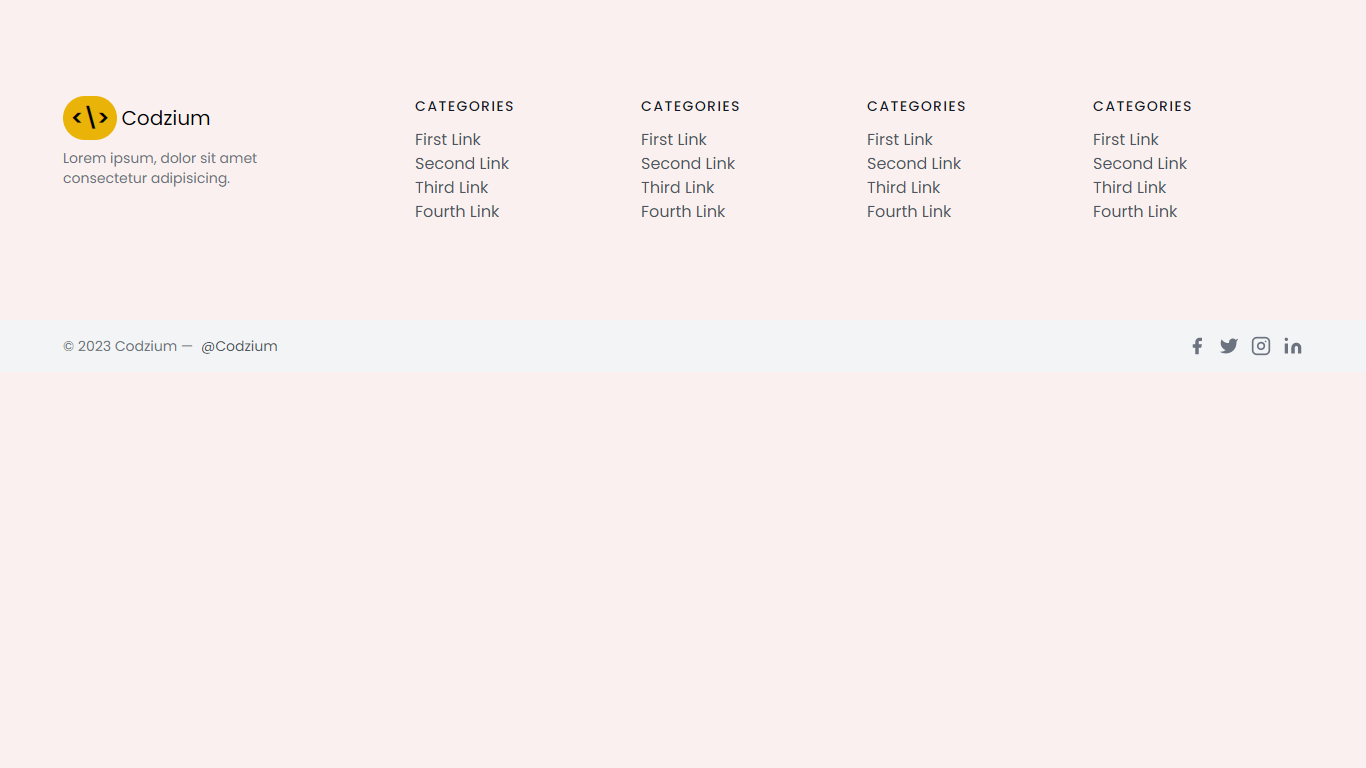 <\> Codzium
Lorem ipsum, dolor sit amet
consectetur adipisicing.
CATEGORIES
First Link
Second Link
Third Link
Fourth Link
CATEGORIES
First Link
Second Link
Third Link
Fourth Link
CATEGORIES
First Link
Second Link
Third Link
Fourth Link
CATEGORIES
First Link
Second Link
Third Link
Fourth Link
© 2023 Codzium — @Codzium